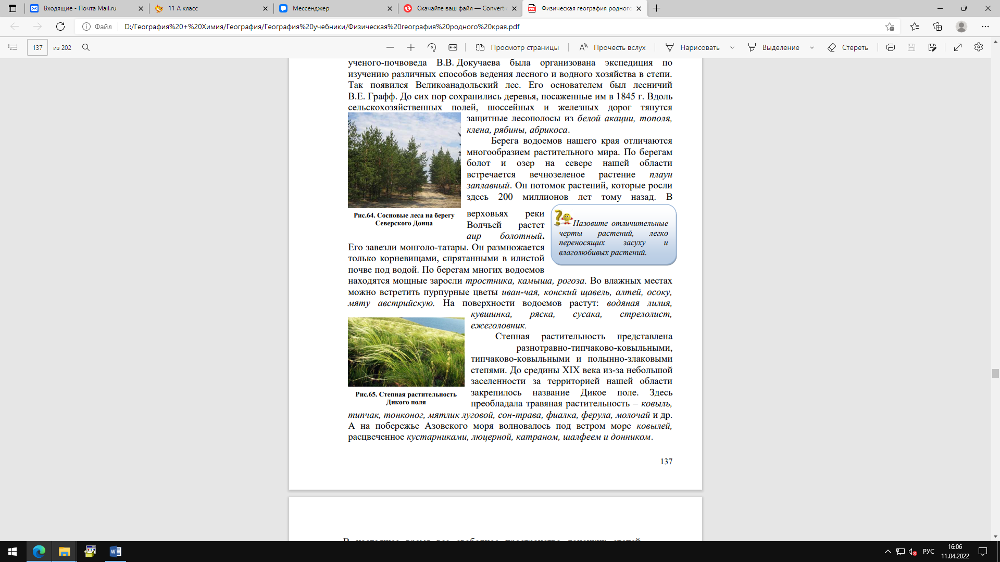 Входящие - Почта Mail.ru
11 А класс
Мессенджер
Скачайте ваш файл — Converti
Физическая география родного
Файл
D:/География%20+%20Химия/География/География%20учебники/Физическая%20география%20родного%20края.pdf
137
из 202
Просмотр страницы
Прочесть вслух
Нарисовать
Выделение
Стереть
ученого-почвоведа В.В. Докучаева была организована экспедиция по
изучению различных способов ведения лесного и водного хозяйства в степи.
Так появился Великоанадольский лес. Его основателем был лесничий
В.Е. Графф. До сих пор сохранились деревья, посаженные им в 1845 г. Вдоль
сельскохозяйственных полей, шоссейных и железных дорог тянутся
защитные лесополосы из белой акации, тополя,
клена, рябины, абрикоса.
Берега водоемов нашего края отличаются
многообразием растительного мира. По берегам
болот и озер на севере нашей области
встречается вечнозеленое растение плаун
заплавный. Он потомок растений, которые росли
здесь 200 миллионов лет тому назад. В
Рис.64. Сосновые леса на берегу
Северского Донца
верховьях реки
Волчьей растет
аир болотный.
Назовите отличительные
черты растений, легко
переносящих засуху и
влаголюбивых растений.
Его завезли монголо-татары. Он размножается
только корневищами, спрятанными в илистой
почве под водой. По берегам многих водоемов
находятся мощные заросли тростника, камыша, рогоза. Во влажных местах
можно встретить пурпурные цветы иван-чая, конский щавель, алтей, осоку,
мяту австрийскую. На поверхности водоемов растут: водяная лилия,
кувшинка, ряска, сусака, стрелолист,
ежеголовник.
Степная растительность представлена
разнотравно-типчаково-ковыльными,
типчаково-ковыльными и полынно-злаковыми
степями. До средины XIX века из-за небольшой
заселенности за территорией нашей области
закрепилось название Дикое поле. Здесь
преобладала травяная растительность – ковыль,
Рис.65. Степная растительность
Дикого поля
типчак, тонконог, мятлик луговой, сон-трава, фиалка, ферула, молочай и др.
А на побережье Азовского моря волновалось под ветром море ковылей,
расцвеченное кустарниками, люцерной, катраном, шалфеем и донником.
137
В настоящее время все свободное пространство донецких степей
РУС
16:06
11.04.2022